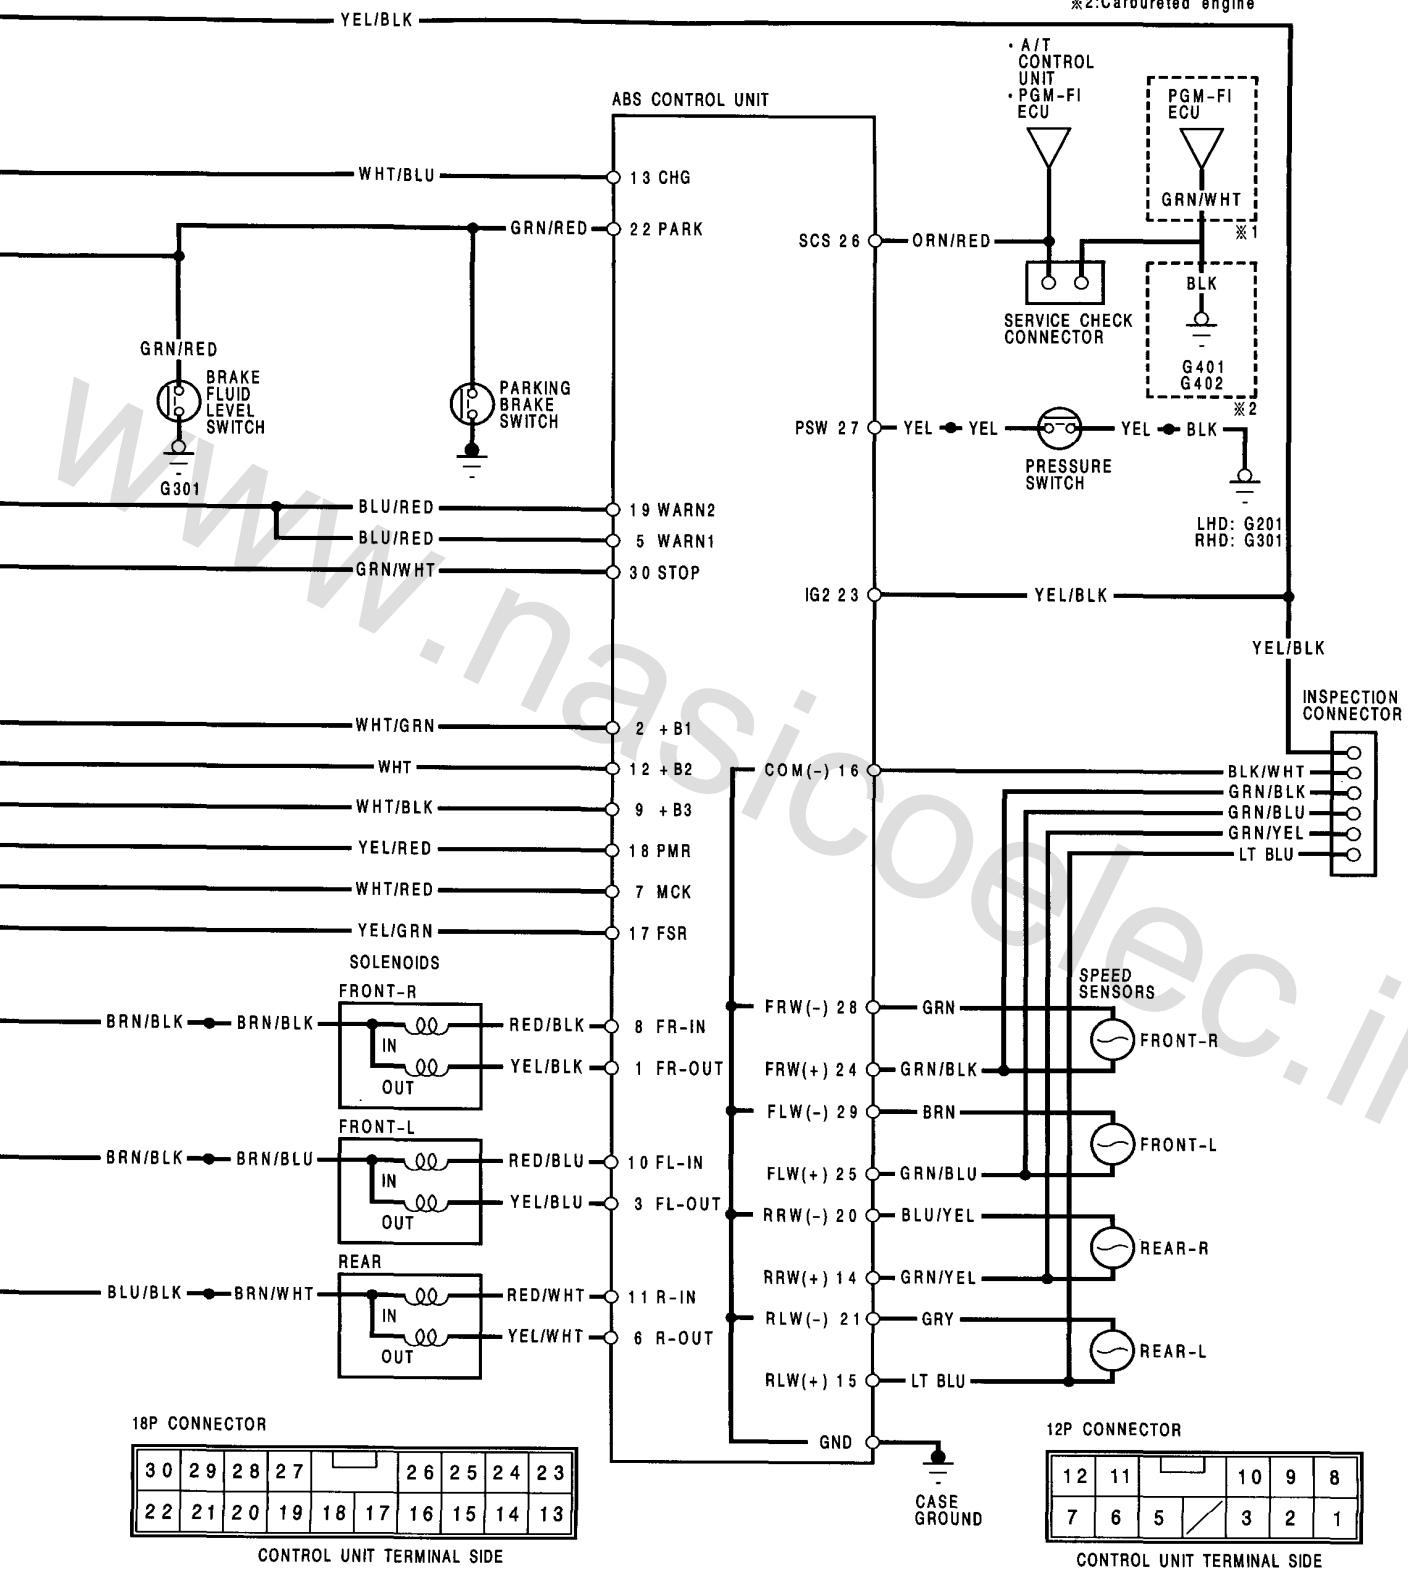 ※2:Carbureted engine
YEL/BLK
· A/T
CONTROL
UNIT
· PGM-FI
ECU
PGM-FI
ECU
ABS CONTROL UNIT
WHT/BLU
13 CHG
GRN/WHT
GRN/RED
22 PARK
※1
SCS 26
ORN/RED
BLK
SERVICE CHECK
CONNECTOR
GRN/RED
G401
G402
BRAKE
FLUID
LEVEL
SWITCH
PARKING
BRAKE
SWITCH
※2
PSW 27
YEL
YEL
YEL
BLK
PRESSURE
SWITCH
G301
BLU/RED
19 WARN2
LHD: G201
RHD: G301
BLU/RED
5 WARN1
GRN/WHT
30 STOP
IG2 23
YEL/BLK
YEL/BLK
INSPECTION
CONNECTOR
WHT/GRN
2 +B1
WHT
12 +B2
COM(-) 16
BLK/WHT
GRN/BLK
WHT/BLK
9 +B3
GRN/BLU
GRN/YEL
YEL/RED
18 PMR
LT BLU
WHT/RED
7 MCK
YEL/GRN
17 FSR
SOLENOIDS
FRONT-R
SPEED
SENSORS
FRW(-) 28
GRN
BRN/BLK
BRN/BLK
RED/BLK
8 FR-IN
IN
FRONT-R
YEL/BLK
1 FR-OUT
OUT
FRW(+) 24
GRN/BLK
FLW(-) 29
BRN
FRONT-L
FRONT-L
BRN/BLK
BRN/BLU
RED/BLU
10 FL-IN
IN
FLW(+) 25
GRN/BLU
YEL/BLU
3 FL-OUT
OUT
RRW(-) 20
BLU/YEL
REAR
REAR-R
RRW(+) 14
GRN/YEL
BLU/BLK
BRN/WHT
RED/WHT
11 R-IN
IN
RLW(-) 21
GRY
YEL/WHT
6 R-OUT
OUT
REAR-L
RLW(+) 15
LT BLU
18P CONNECTOR
12P CONNECTOR
GND
30 29 28 27 26 25 24 23
22 21 20 19 18 17 16 15 14 13
CONTROL UNIT TERMINAL SIDE
CASE
GROUND
12 11 10 9 8
7 6 5 3 2 1
CONTROL UNIT TERMINAL SIDE
www.nasicoelec.il